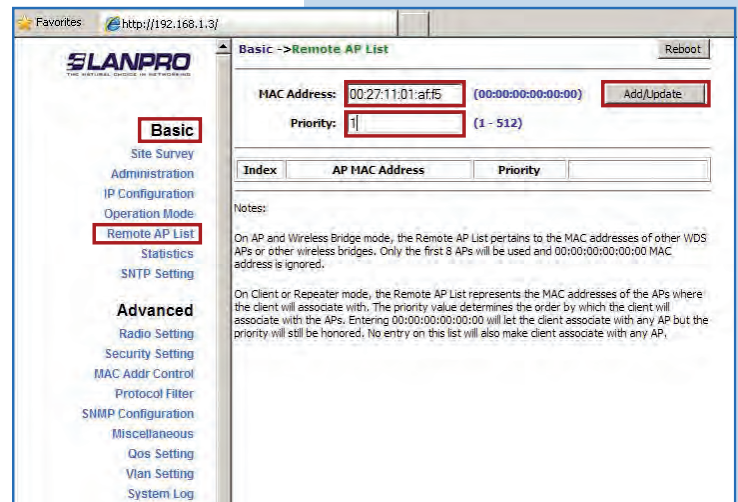 Favorites http://192.168.1.3/
LANPRO
THE NATURAL CHOICE IN NETWORKING
Basic
Site Survey
Administration
IP Configuration
Operation Mode
Remote AP List
Statistics
SNTP Setting
Advanced
Radio Setting
Security Setting
MAC Addr Control
Protocol Filter
SNMP Configuration
Miscellaneous
Qos Setting
Vlan Setting
System Log
Basic ->Remote AP List Reboot
MAC Address: 00:27:11:01:af:f5 (00:00:00:00:00:00) Add/Update
Priority: 1 (1 - 512)
Index AP MAC Address Priority
Notes:
On AP and Wireless Bridge mode, the Remote AP List pertains to the MAC addresses of other WDS
APs or other wireless bridges. Only the first 8 APs will be used and 00:00:00:00:00:00 MAC
address is ignored.
On Client or Repeater mode, the Remote AP List represents the MAC addresses of the APs where
the client will associate with. The priority value determines the order by which the client will
associate with the APs. Entering 00:00:00:00:00:00 will let the client associate with any AP but the
priority will still be honored. No entry on this list will also make client associate with any AP.